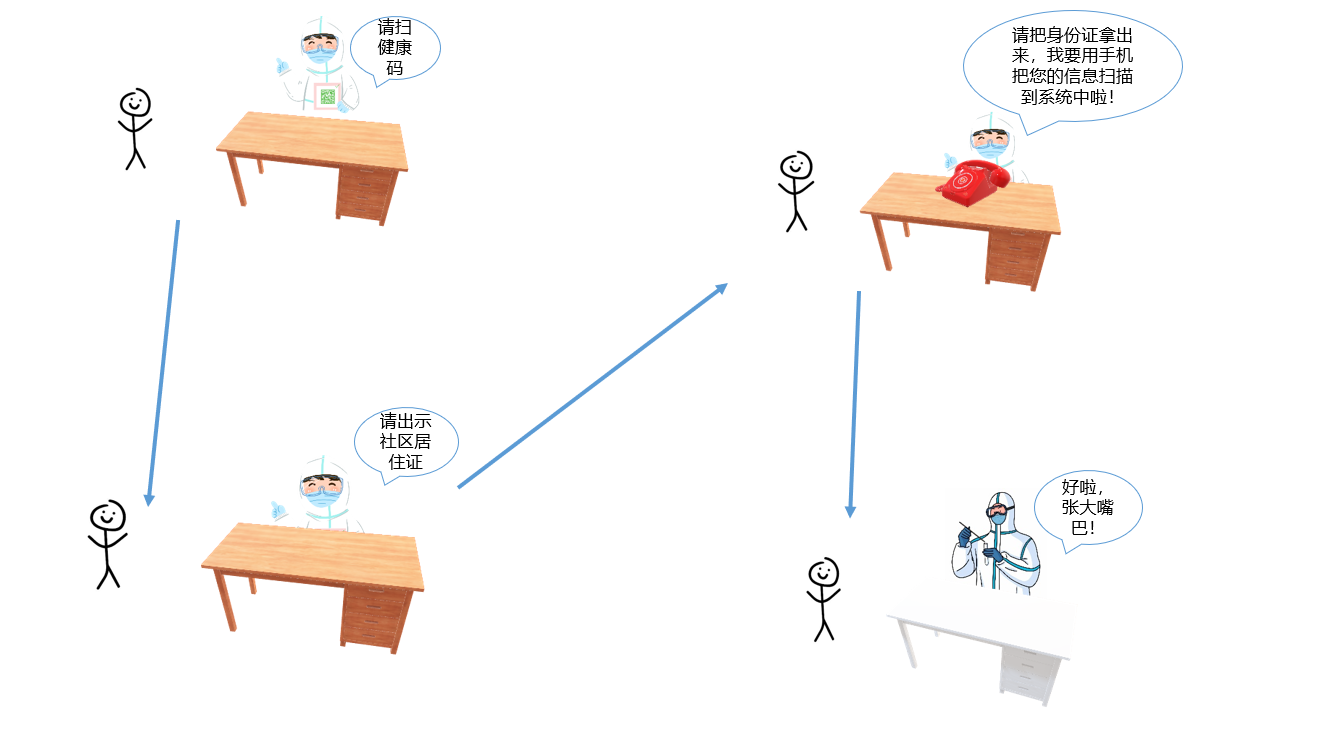 请扫
健康
码
请出示
社区居
住证
请把身份证拿出
来，我要用手机
把您的信息扫描
到系统中啦！
好啦，
张大嘴
巴！